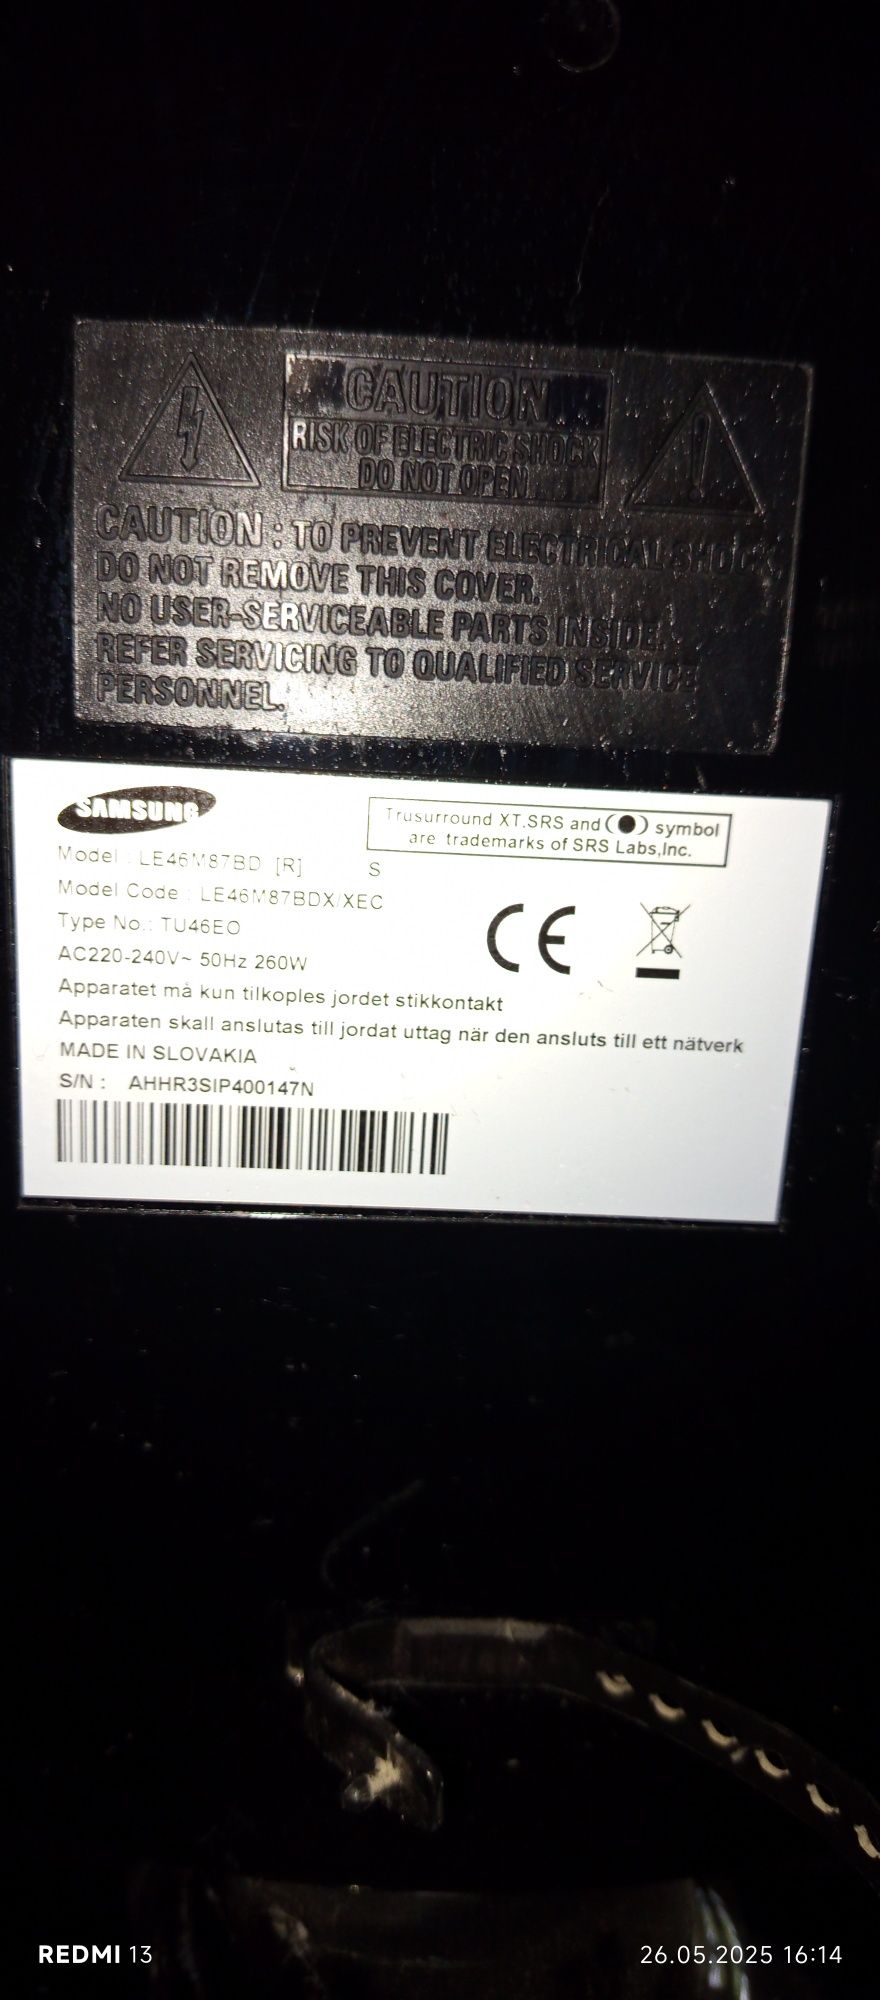 CAUTION
RISK OF ELECTRIC SHOCK
DO NOT OPEN
CAUTION : TO PREVENT ELECTRICAL SHOCK,
DO NOT REMOVE THIS COVER.
NO USER-SERVICEABLE PARTS INSIDE.
REFER SERVICING TO QUALIFIED SERVICE
PERSONNEL.
SAMSUNG
Trusurround XT.SRS and (●) symbol
are trademarks of SRS Labs,Inc.
Model : LE46M87BD [R] S
Model Code : LE46M87BDX/XEC
Type No.: TU46EO
AC220-240V~ 50Hz 260W
CE
Apparatet må kun tilkoples jordet stikkontakt
Apparaten skall anslutas till jordat uttag när den ansluts till ett nätverk
MADE IN SLOVAKIA
S/N : AHHR3SIP400147N
REDMI 13
26.05.2025 16:14